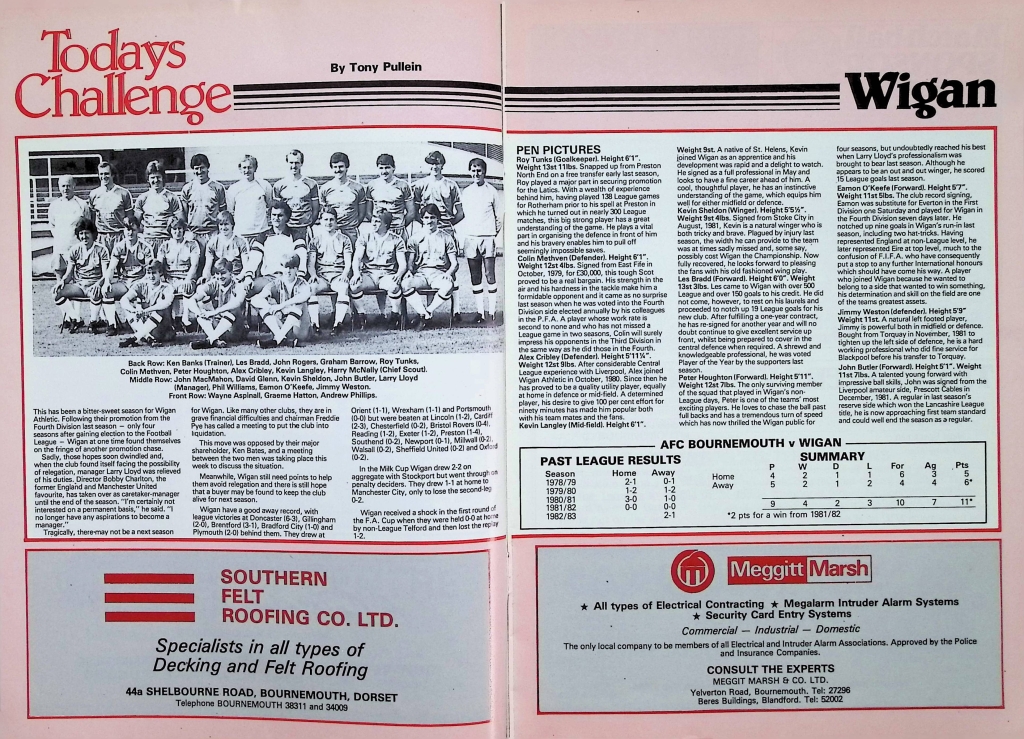 Todays
Challenge
By Tony Pullein
Wigan
Back Row: Ken Banks (Trainer), Les Bradd, John Rogers, Graham Barrow, Roy Tunks,
Colin Methven, Peter Houghton, Alex Cribley, Kevin Langley, Harry McNally (Chief Scout).
Middle Row: John MacMahon, David Glenn, Kevin Sheldon, John Butler, Larry Lloyd
(Manager), Phil Williams, Eamon O'Keefe, Jimmy Weston.
Front Row: Wayne Aspinall, Graeme Hatton, Andrew Phillips.
This has been a bitter-sweet season for Wigan
Athletic. Following their promotion from the
Fourth Division last season — only four
seasons after gaining election to the Football
League — Wigan at one time found themselves
on the fringe of another promotion chase.
Sadly, those hopes soon dwindled and,
when the club found itself facing the possibility
of relegation, manager Larry Lloyd was relieved
of his duties. Director Bobby Charlton, the
former England and Manchester United
favourite, has taken over as caretaker-manager
until the end of the season. "I'm certainly not
interested on a permanent basis," he said. "I
no longer have any aspirations to become a
manager."
Tragically, there may not be a next season
for Wigan. Like many other clubs, they are in
grave financial difficulties and chairman Freddie
Pye has called a meeting to put the club into
liquidation.
This move was opposed by their major
shareholder, Ken Bates, and a meeting
between the two men was taking place this
week to discuss the situation.
Meanwhile, Wigan still need points to help
them avoid relegation and there is still hope
that a buyer may be found to keep the club
alive for next season.
Wigan have a good away record, with
league victories at Doncaster (6-3), Gillingham
(2-0), Brentford (3-1), Bradford City (1-0) and
Plymouth (2-0) behind them. They drew at
Orient (1-1), Wrexham (1-1) and Portsmouth
(0-0) but were beaten at Lincoln (1-2), Cardiff
(2-3), Chesterfield (0-2), Bristol Rovers (0-4),
Reading (1-2), Exeter (1-2), Preston (1-4),
Southend (0-2), Newport (0-1), Millwall (0-2),
Walsall (0-2), Sheffield United (0-2) and Oxford
(0-2).
In the Milk Cup Wigan drew 2-2 on
aggregate with Stockport but went through on
penalty deciders. They drew 1-1 at home to
Manchester City, only to lose the second-leg
0-2.
Wigan received a shock in the first round of
the F.A. Cup when they were held 0-0 at home
by non-League Telford and then lost the replay
1-2.
PEN PICTURES
Roy Tunks (Goalkeeper). Height 6'1".
Weight 13st 11lbs. Snapped up from Preston
North End on a free transfer early last season,
Roy played a major part in securing promotion
for the Latics. With a wealth of experience
behind him, having played 138 League games
for Rotherham prior to his spell at Preston in
which he turned out in nearly 300 League
matches, this big strong player has a great
understanding of the game. He plays a vital
part in organising the defence in front of him
and his bravery enables him to pull off
seemingly impossible saves.
Colin Methven (Defender). Height 6'1".
Weight 12st 4lbs. Signed from East Fife in
October, 1979, for £30,000, this tough Scot
proved to be a real bargain. His strength in the
air and his hardness in the tackle make him a
formidable opponent and it came as no surprise
last season when he was voted into the Fourth
Division side elected annually by his colleagues
in the P.F.A. A player whose work rate is
second to none and who has not missed a
League game in two seasons, Colin will surely
impress his opponents in the Third Division in
the same way as he did those in the Fourth.
Alex Cribley (Defender). Height 5'11½".
Weight 12st 9lbs. After considerable Central
League experience with Liverpool, Alex joined
Wigan Athletic in October, 1980. Since then he
has proved to be a quality utility player, equally
at home in defence or mid-field. A determined
player, his desire to give 100 per cent effort for
ninety minutes has made him popular both
with his team mates and the fans.
Kevin Langley (Mid-field). Height 6'1".
Weight 9st. A native of St. Helens, Kevin
joined Wigan as an apprentice and his
development was rapid and a delight to watch.
He signed as a full professional in May and
looks to have a fine career ahead of him. A
cool, thoughtful player, he has an instinctive
understanding of the game, which equips him
well for either midfield or defence.
Kevin Sheldon (Winger). Height 5'5½".
Weight 9st 4lbs. Signed from Stoke City in
August, 1981, Kevin is a natural winger who is
both tricky and brave. Plagued by injury last
season, the width he can provide to the team
was at times sadly missed and, some say,
possibly cost Wigan the Championship. Now
fully recovered, he looks forward to pleasing
the fans with his old fashioned wing play.
Les Bradd (Forward). Height 6'0". Weight
13st 3lbs. Les came to Wigan with over 500
League and over 150 goals to his credit. He did
not come, however, to rest on his laurels and
proceeded to notch up 19 League goals for his
new club. After fulfilling a one-year contract,
he has re-signed for another year and will no
doubt continue to give excellent service up
front, whilst being prepared to cover in the
central defence when required. A shrewd and
knowledgeable professional, he was voted
Player of the Year by the supporters last
season.
Peter Houghton (Forward). Height 5'11".
Weight 12st 7lbs. The only surviving member
of the squad that played in Wigan's non-
League days, Peter is one of the teams' most
exciting players. He loves to chase the ball past
full backs and has a tremendous turn of speed
which has now thrilled the Wigan public for
four seasons, but undoubtedly reached his best
when Larry Lloyd's professionalism was
brought to bear last season. Although he
appears to be an out and out winger, he scored
15 League goals last season.
Eamon O'Keefe (Forward). Height 5'7".
Weight 11st 5lbs. The club record signing,
Eamon was substitute for Everton in the First
Division one Saturday and played for Wigan in
the Fourth Division seven days later. He
notched up nine goals in Wigan's run-in last
season, including two hat-tricks. Having
represented England at non-League level, he
later represented Eire at top level, much to the
confusion of F.I.F.A. who have consequently
put a stop to any further International honours
which should have come his way. A player
who joined Wigan because he wanted to
belong to a side that wanted to win something,
his determination and skill on the field are one
of the teams greatest assets.
Jimmy Weston (defender). Height 5'9"
Weight 11st. A natural left footed player,
Jimmy is powerful both in midfield or defence.
Bought from Torquay in November, 1981 to
tighten up the left side of defence, he is a hard
working professional who did fine service for
Blackpool before his transfer to Torquay.
John Butler (Forward). Height 5'1". Weight
11st 7lbs. A talented young forward with
impressive ball skills, John was signed from the
Liverpool amateur side, Prescott Cables in
December, 1981. A regular in last season's
reserve side which won the Lancashire League
title, he is now approaching first team standard
and could well end the season as a regular.
AFC BOURNEMOUTH v WIGAN
PAST LEAGUE RESULTS
Season Home Away
1978/79 2-1 0-1
1979/80 1-2 1-2
1980/81 3-0 1-0
1981/82 0-0 0-0
1982/83 2-1
SUMMARY
P W D L For Ag Pts
Home 4 2 1 1 6 3 5
Away 5 2 1 2 4 4 6*
9 4 2 3 10 7 11*
*2 pts for a win from 1981/82
SOUTHERN
FELT
ROOFING CO. LTD.
Specialists in all types of
Decking and Felt Roofing
44a SHELBOURNE ROAD, BOURNEMOUTH, DORSET
Telephone BOURNEMOUTH 38311 and 34009
Meggitt Marsh
★ All types of Electrical Contracting ★ Megalarm Intruder Alarm Systems
★ Security Card Entry Systems
Commercial — Industrial — Domestic
The only local company to be members of all Electrical and Intruder Alarm Associations. Approved by the Police
and Insurance Companies.
CONSULT THE EXPERTS
MEGGIT MARSH & CO. LTD.
Yelverton Road, Bournemouth. Tel: 27296
Beres Buildings, Blandford. Tel: 52002